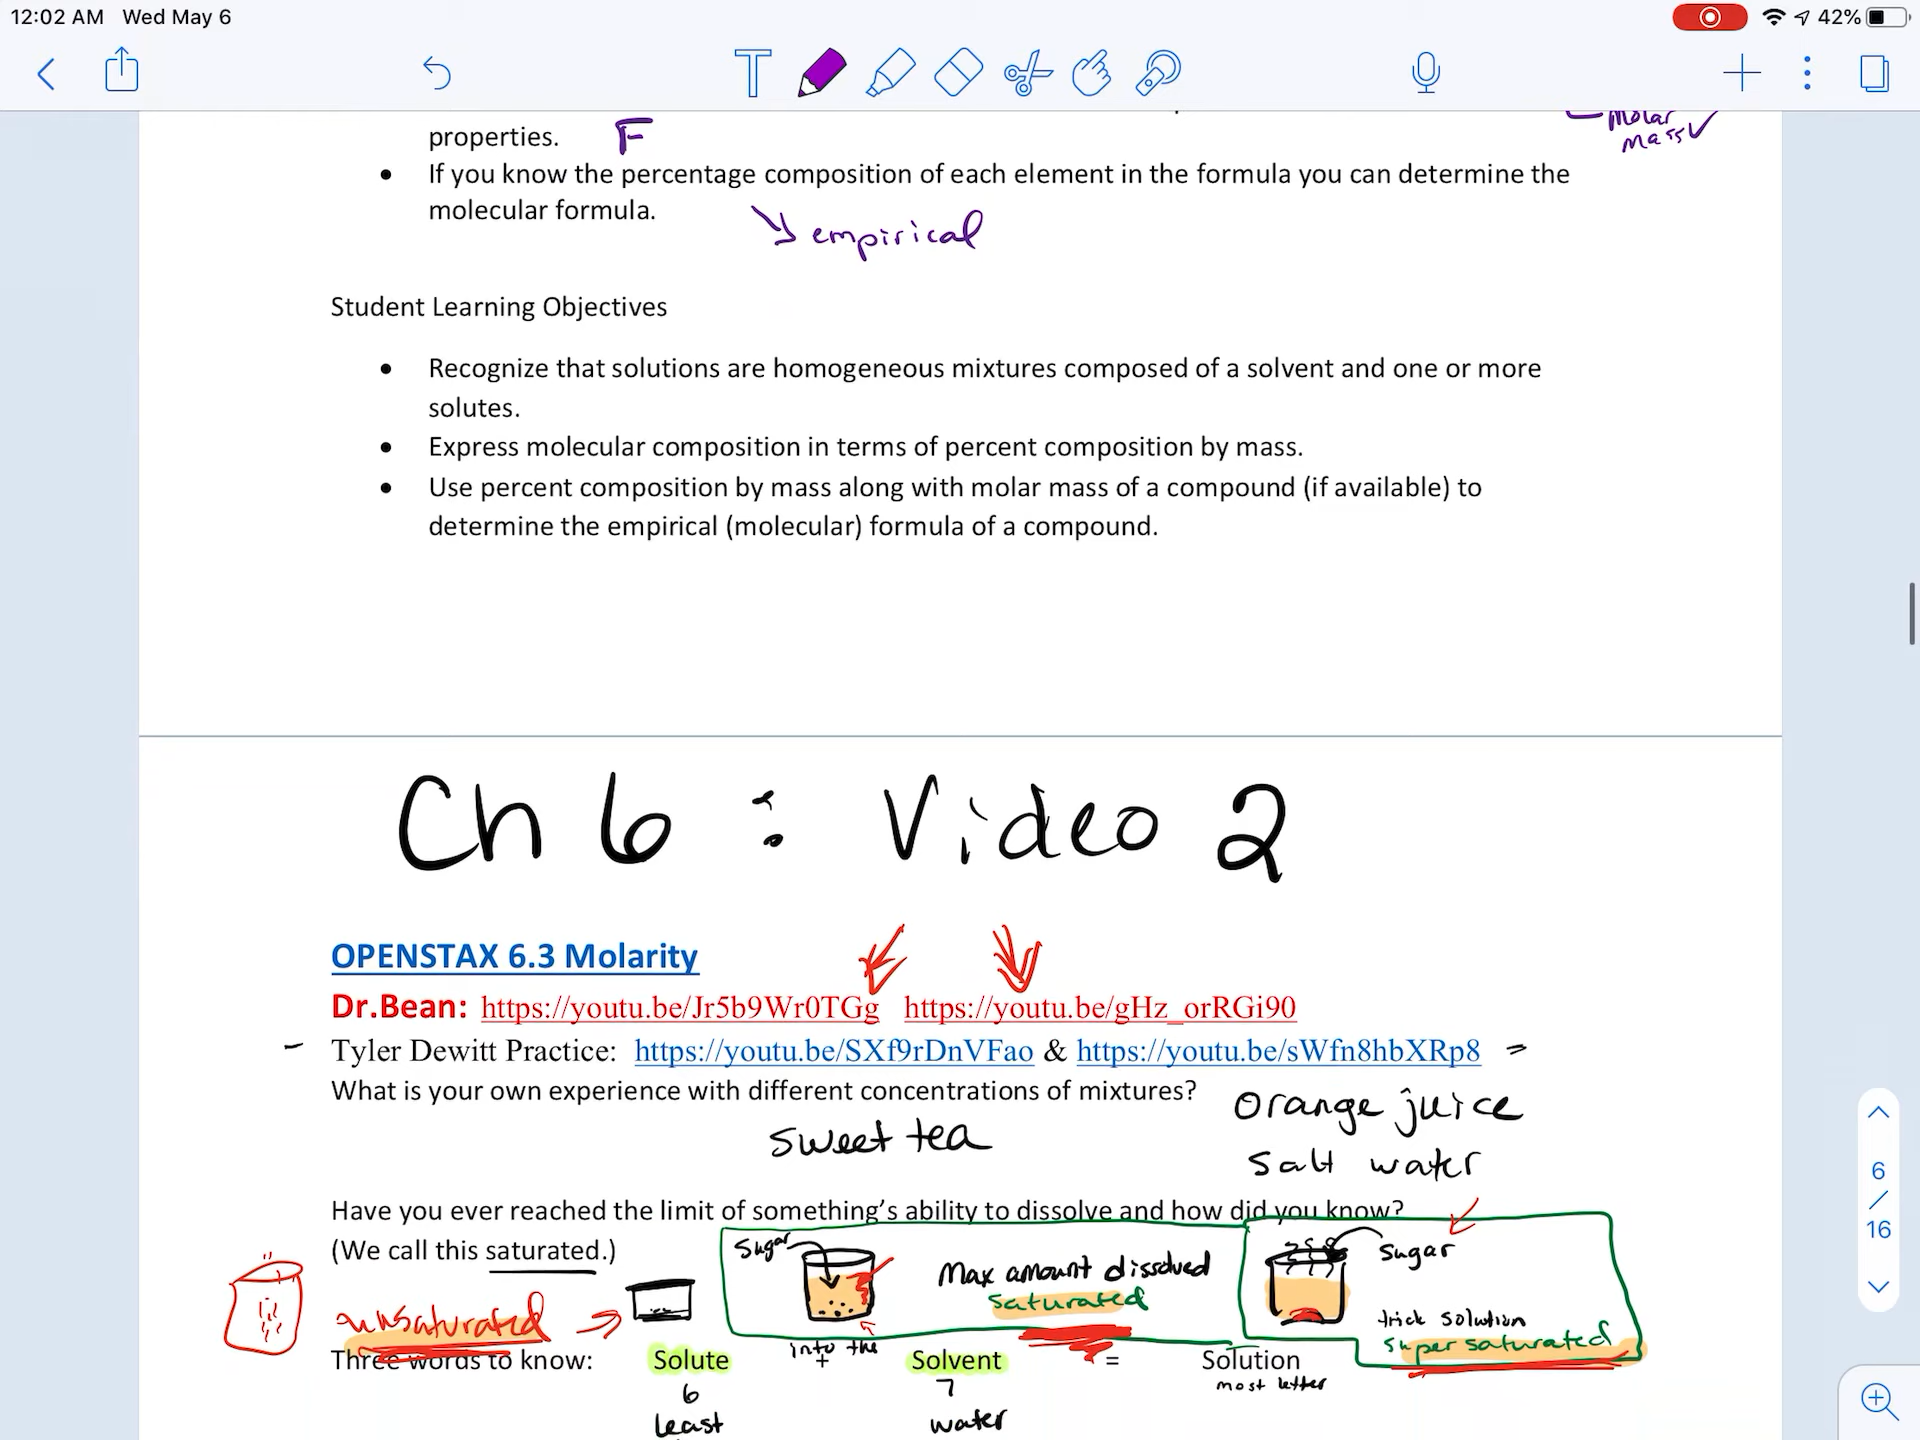 12:02 AM Wed May 6
42%
T
molar
mass
properties. F
• If you know the percentage composition of each element in the formula you can determine the
molecular formula.
empirical
Student Learning Objectives
• Recognize that solutions are homogeneous mixtures composed of a solvent and one or more
solutes.
• Express molecular composition in terms of percent composition by mass.
• Use percent composition by mass along with molar mass of a compound (if available) to
determine the empirical (molecular) formula of a compound.
Ch 6 : Video 2
OPENSTAX 6.3 Molarity
Dr.Bean: https://youtu.be/Jr5b9Wr0TGg https://youtu.be/gHz_orRGi90
Tyler Dewitt Practice: https://youtu.be/SXf9rDnVFao & https://youtu.be/sWfn8hbXRp8
What is your own experience with different concentrations of mixtures?
orange juice
sweet tea
salt water
Have you ever reached the limit of something's ability to dissolve and how did you know?
(We call this saturated.)
sugar
Max amount dissolved
saturated
sugar
trick solution
super saturated
unsaturated
into the
Three words to know: Solute + Solvent = Solution
6
7
most letter
least
water
6
/
16